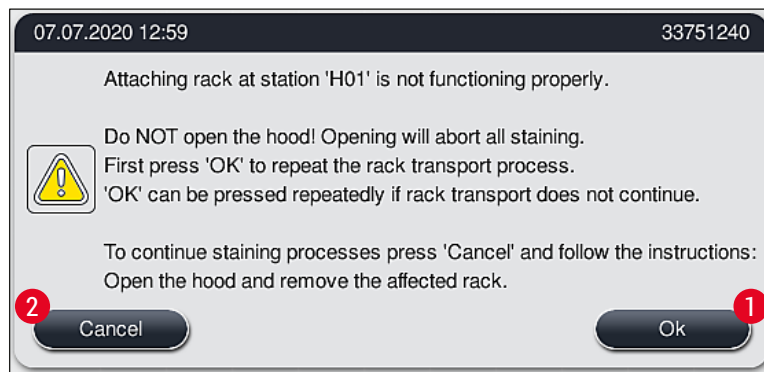 07.07.2020 12:59 33751240
Attaching rack at station 'H01' is not functioning properly.
Do NOT open the hood! Opening will abort all staining.
First press 'OK' to repeat the rack transport process.
'OK' can be pressed repeatedly if rack transport does not continue.
To continue staining processes press 'Cancel' and follow the instructions:
Open the hood and remove the affected rack.
2 1
Cancel Ok